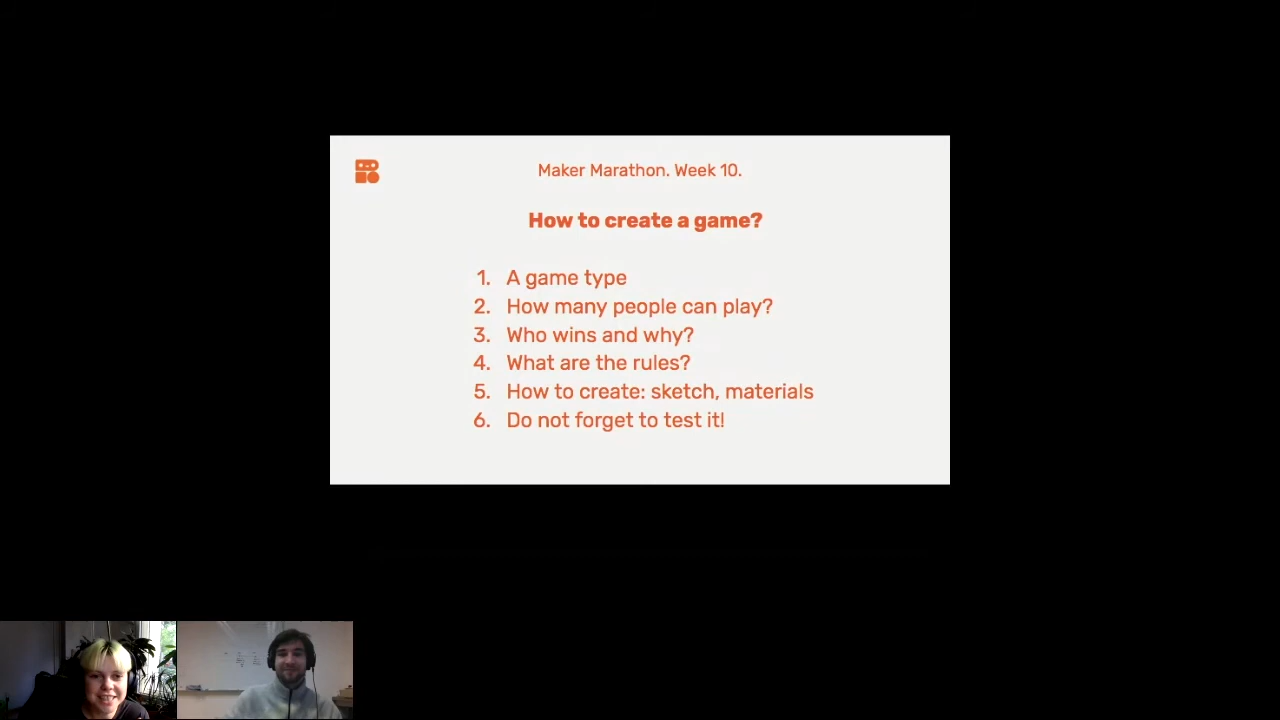 Maker Marathon. Week 10.
How to create a game?
1. A game type
2. How many people can play?
3. Who wins and why?
4. What are the rules?
5. How to create: sketch, materials
6. Do not forget to test it!